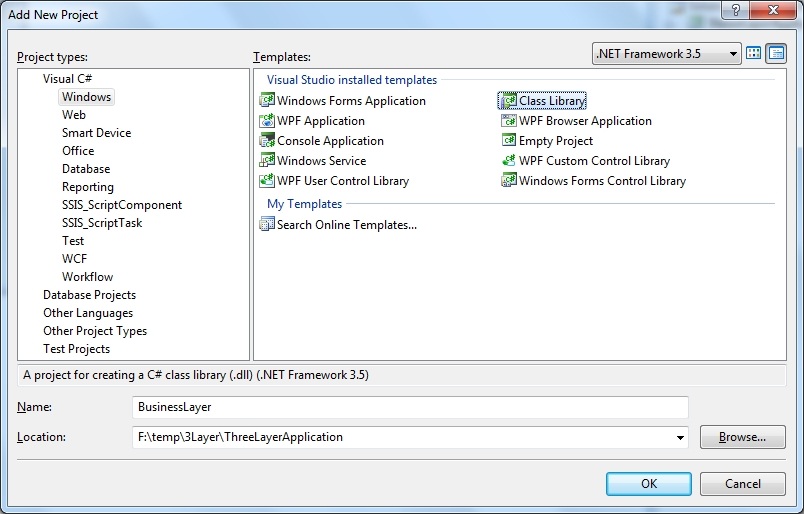 Add New Project
Project types:
Templates:
.NET Framework 3.5
Visual C#
Windows
Web
Smart Device
Office
Database
Reporting
SSIS_ScriptComponent
SSIS_ScriptTask
Test
WCF
Workflow
Database Projects
Other Languages
Other Project Types
Test Projects
Visual Studio installed templates
Windows Forms Application
Class Library
WPF Application
WPF Browser Application
Console Application
Empty Project
Windows Service
WPF Custom Control Library
WPF User Control Library
Windows Forms Control Library
My Templates
Search Online Templates...
A project for creating a C# class library (.dll) (.NET Framework 3.5)
Name: BusinessLayer
Location: F:\temp\3Layer\ThreeLayerApplication
Browse...
OK Cancel